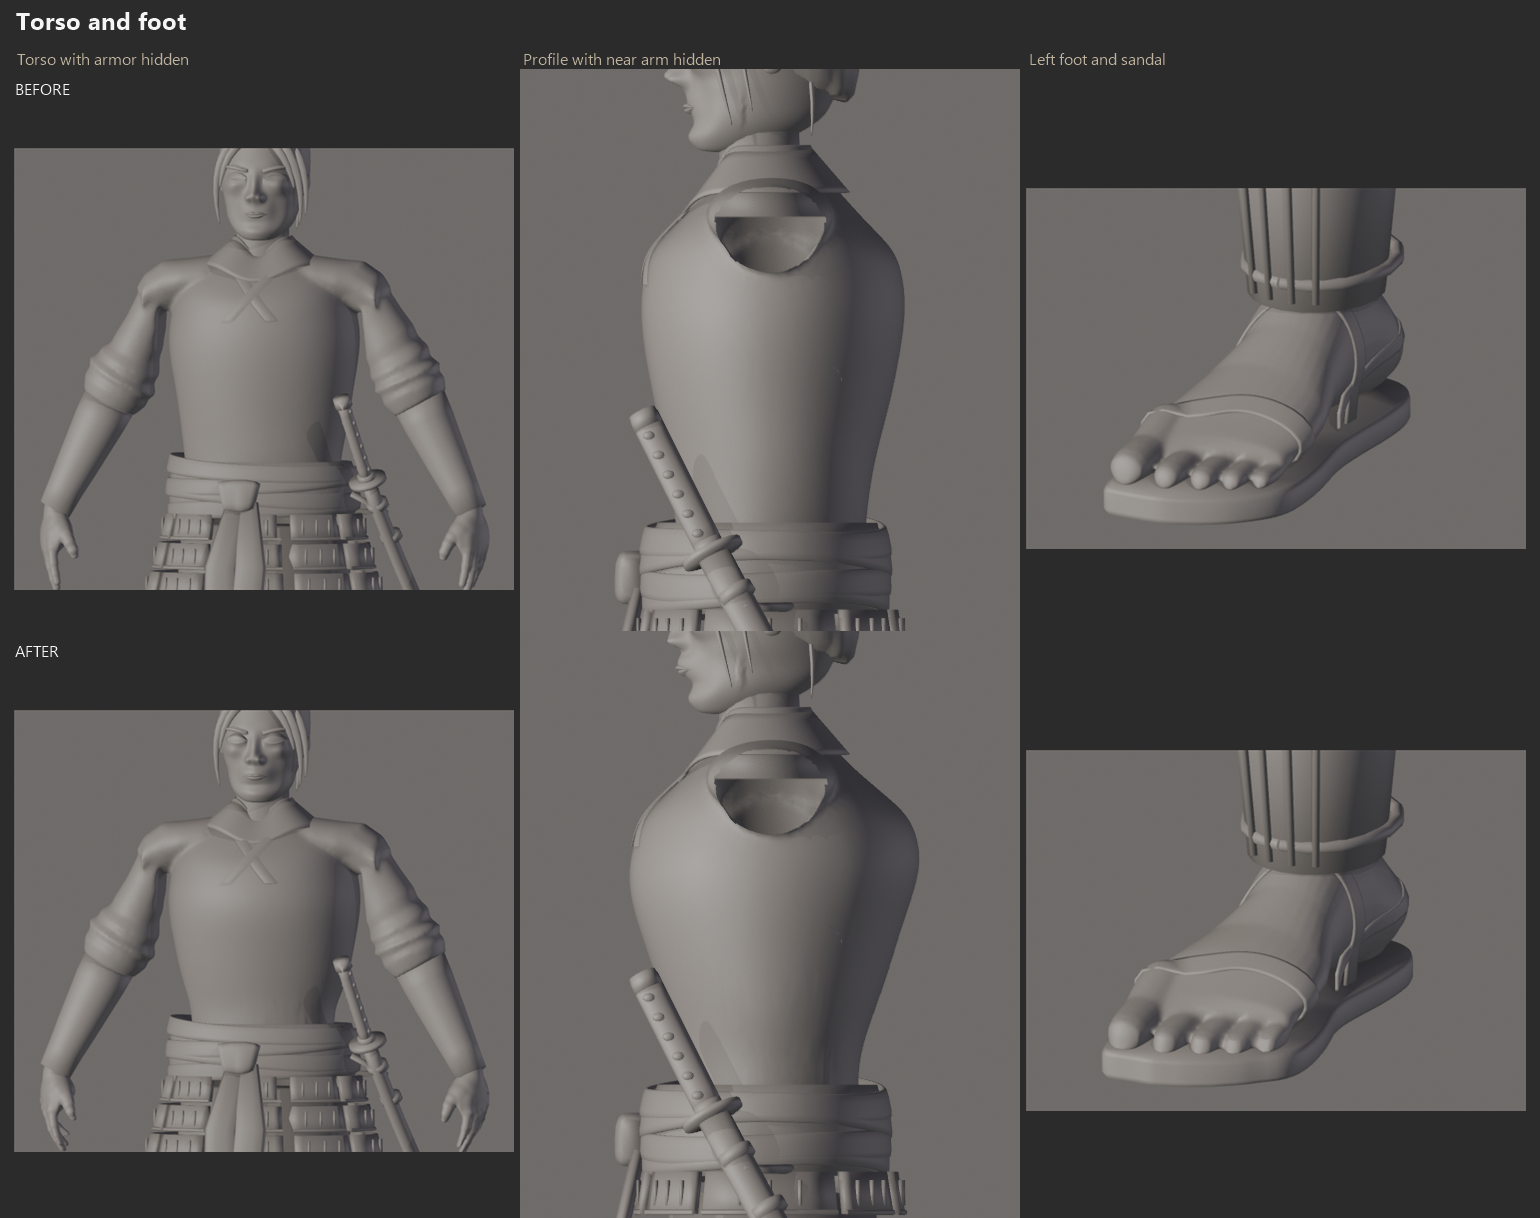 Torso and foot
Torso with armor hidden
Profile with near arm hidden
Left foot and sandal
BEFORE
AFTER